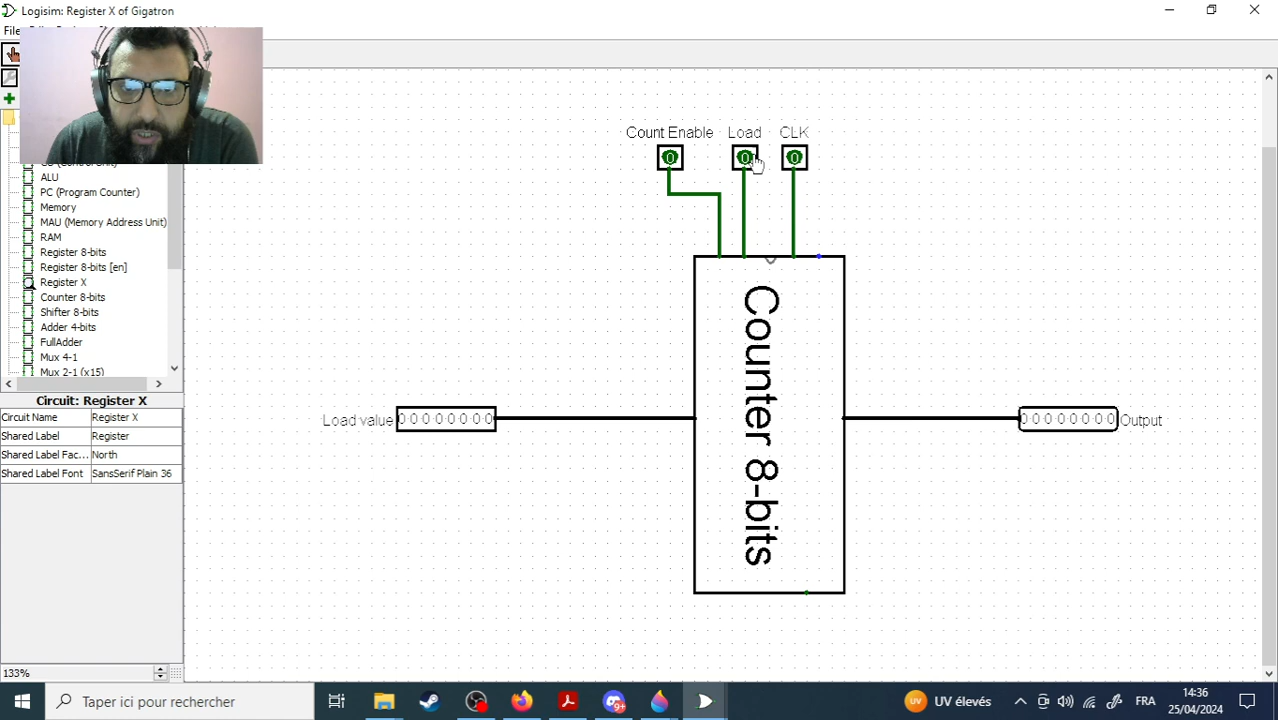 Logisim: Register X of Gigatron
File
ALU
PC (Program Counter)
Memory
MAU (Memory Address Unit)
RAM
Register 8-bits
Register 8-bits [en]
Register X
Counter 8-bits
Shifter 8-bits
Adder 4-bits
FullAdder
Mux 4-1
Mux 2-1 (x15)
Circuit: Register X
Circuit Name Register X
Shared Label Register
Shared Label Fac... North
Shared Label Font SansSerif Plain 36
133%
Count Enable Load CLK
0 0 0
Counter 8-bits
Load value 0 0 0 0 0 0 0 0
0 0 0 0 0 0 0 0 Output
Taper ici pour rechercher
9+
UV UV élevés
FRA
14:36
25/04/2024